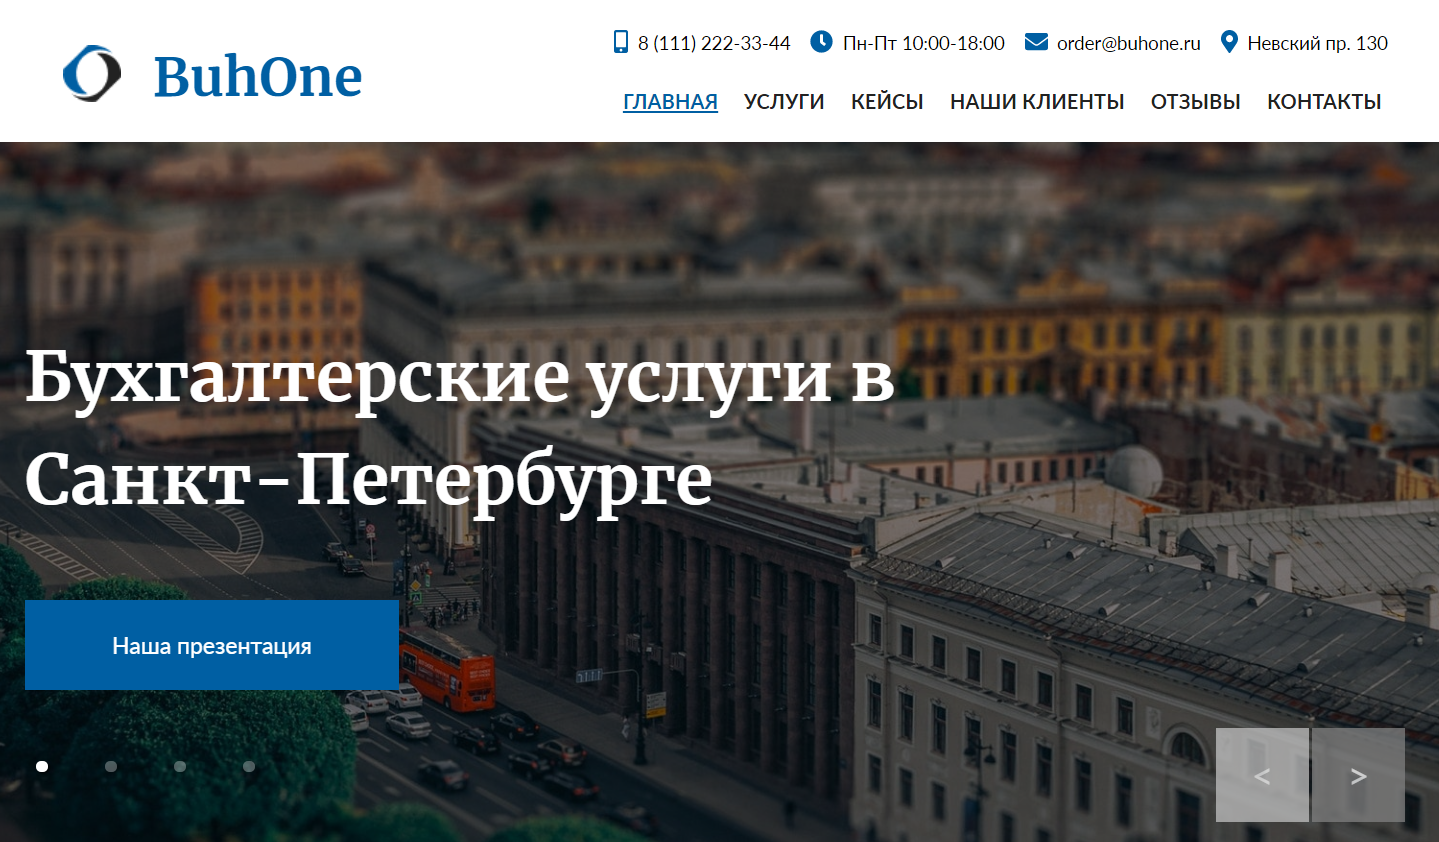 8 (111) 222-33-44 Пн-Пт 10:00-18:00 order@buhone.ru Невский пр. 130
BuhOne
ГЛАВНАЯ УСЛУГИ КЕЙСЫ НАШИ КЛИЕНТЫ ОТЗЫВЫ КОНТАКТЫ
Бухгалтерские услуги в
Санкт-Петербурге
Наша презентация
< >